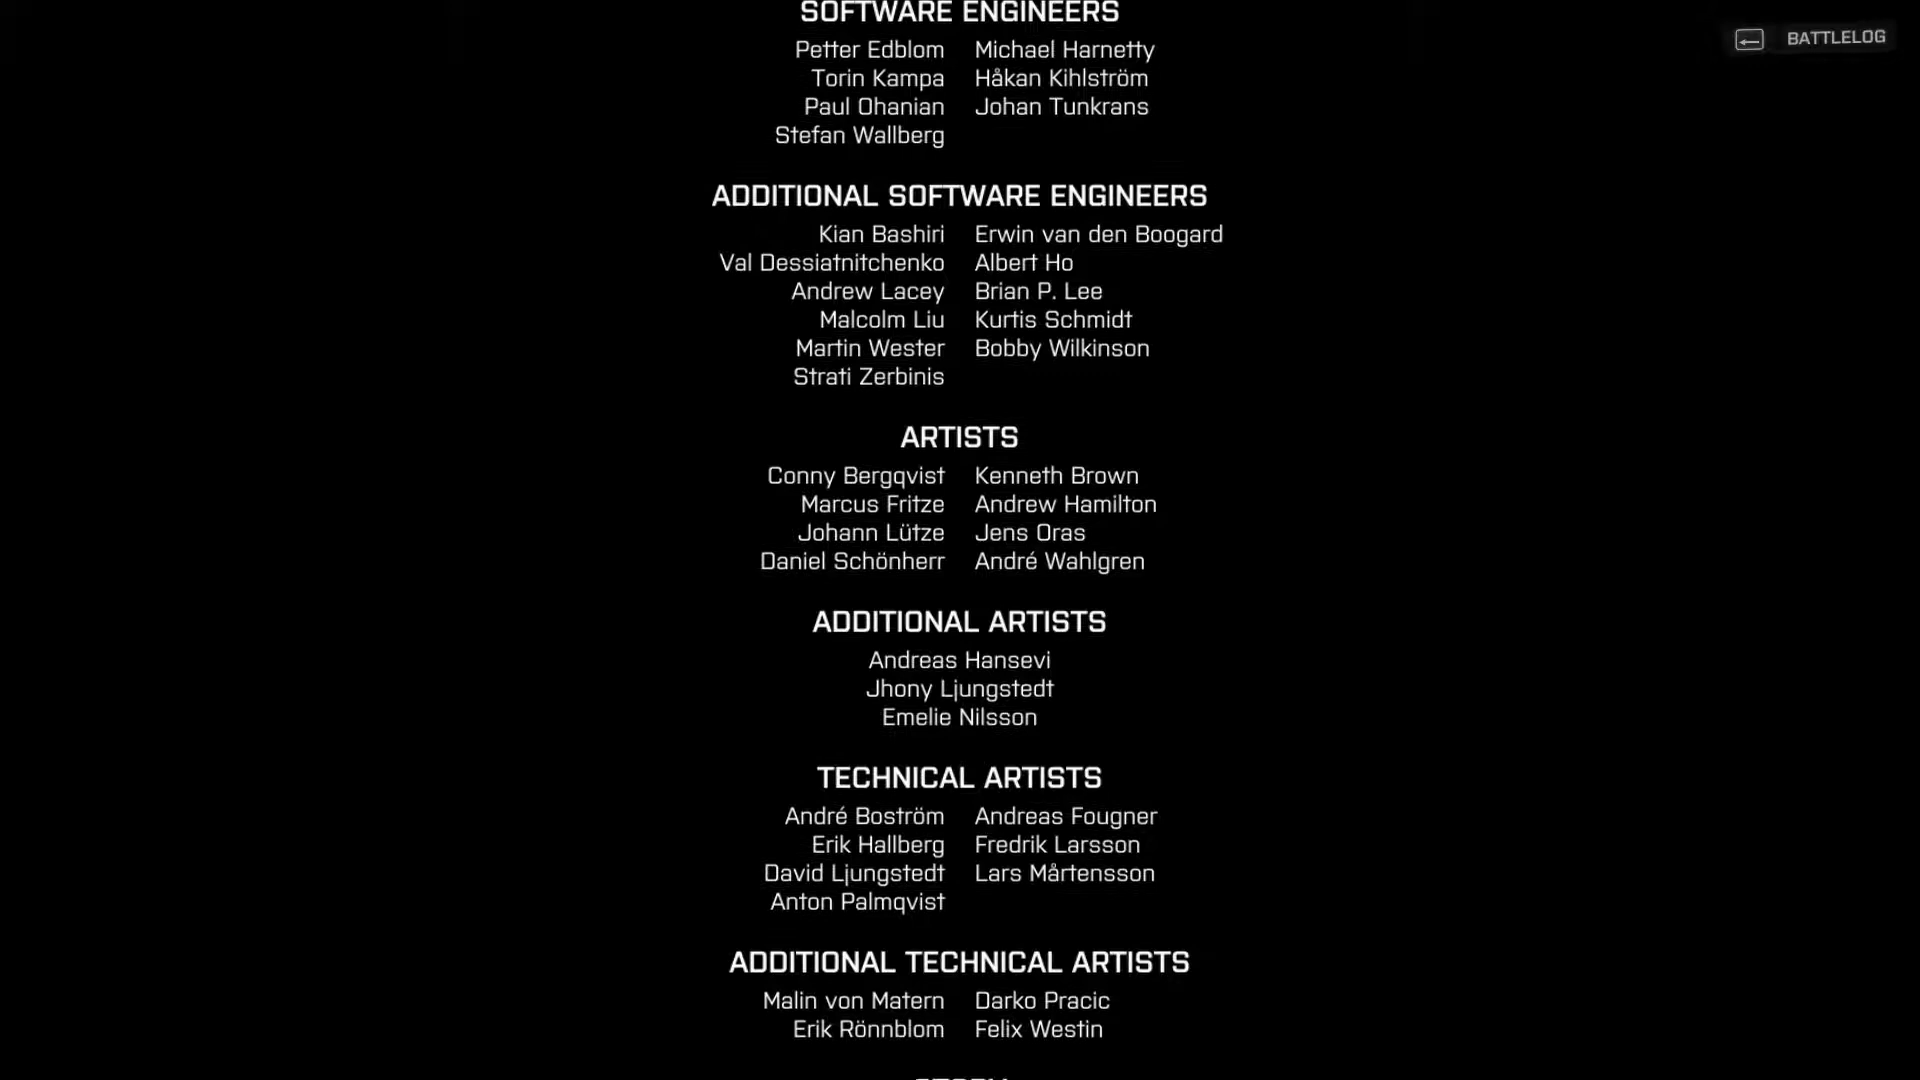 SOFTWARE ENGINEERS
BATTLELOG
Petter Edblom Michael Harnetty
Torin Kampa Håkan Kihlström
Paul Ohanian Johan Tunkrans
Stefan Wallberg
ADDITIONAL SOFTWARE ENGINEERS
Kian Bashiri Erwin van den Boogard
Val Dessiatnitchenko Albert Ho
Andrew Lacey Brian P. Lee
Malcolm Liu Kurtis Schmidt
Martin Wester Bobby Wilkinson
Strati Zerbinis
ARTISTS
Conny Bergqvist Kenneth Brown
Marcus Fritze Andrew Hamilton
Johann Lütze Jens Oras
Daniel Schönherr André Wahlgren
ADDITIONAL ARTISTS
Andreas Hansevi
Jhony Ljungstedt
Emelie Nilsson
TECHNICAL ARTISTS
André Boström Andreas Fougner
Erik Hallberg Fredrik Larsson
David Ljungstedt Lars Mårtensson
Anton Palmqvist
ADDITIONAL TECHNICAL ARTISTS
Malin von Matern Darko Pracic
Erik Rönnblom Felix Westin